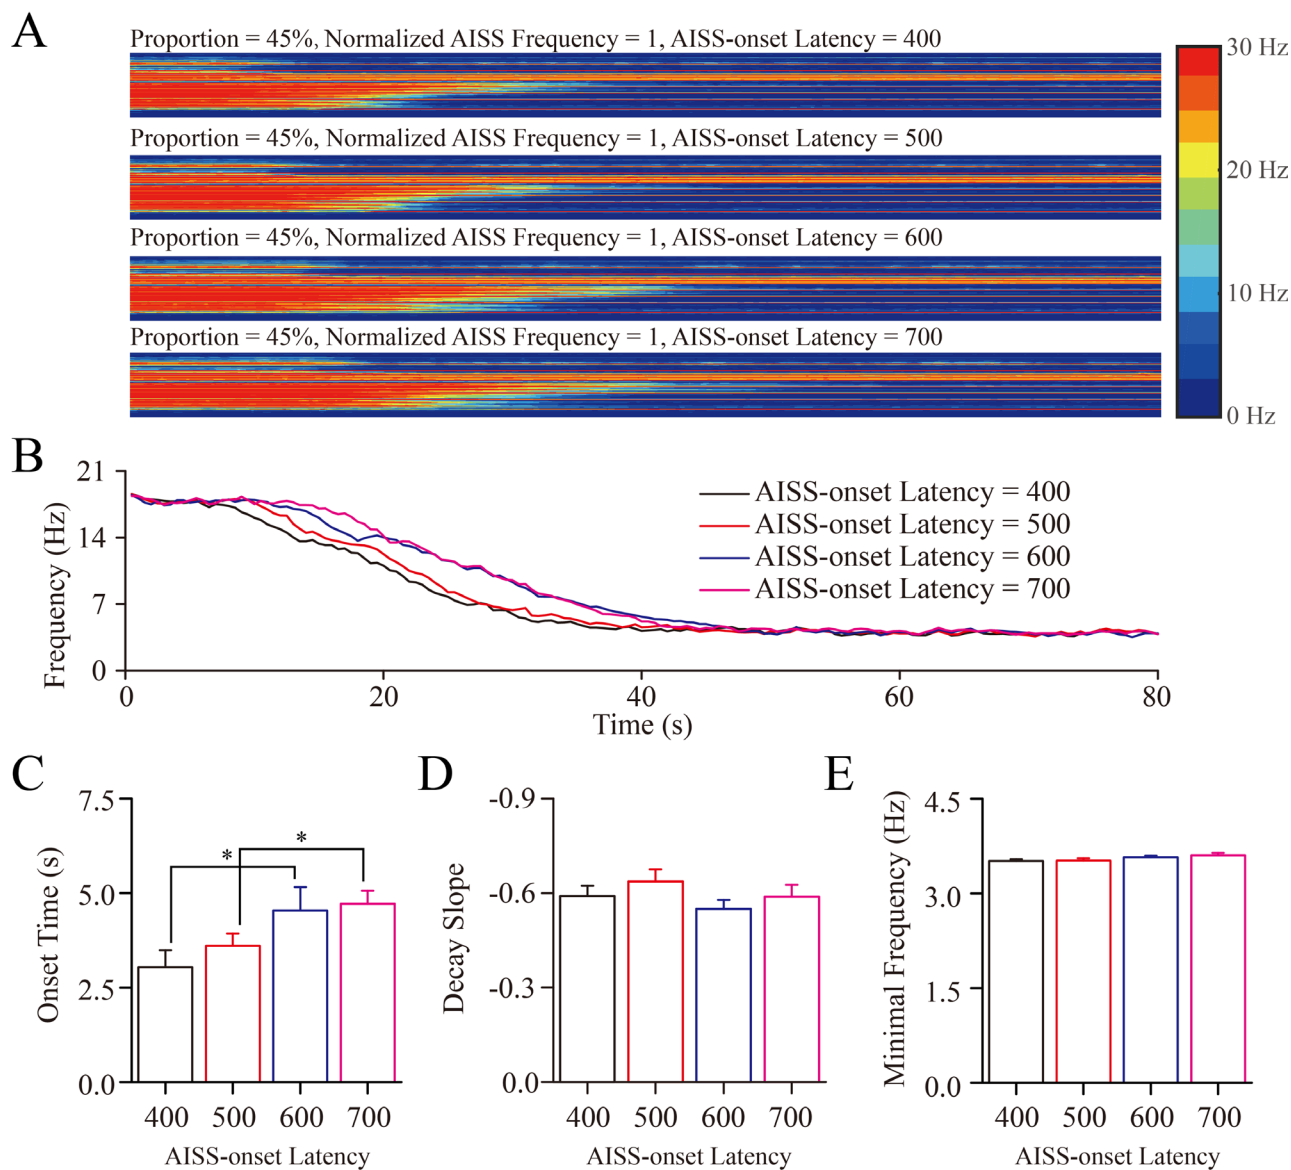 A
Proportion = 45%, Normalized AISS Frequency = 1, AISS-onset Latency = 400
Proportion = 45%, Normalized AISS Frequency = 1, AISS-onset Latency = 500
Proportion = 45%, Normalized AISS Frequency = 1, AISS-onset Latency = 600
Proportion = 45%, Normalized AISS Frequency = 1, AISS-onset Latency = 700
30 Hz
20 Hz
10 Hz
0 Hz
B
Frequency (Hz)
21
14
7
0
0 20 40 60 80
Time (s)
AISS-onset Latency = 400
AISS-onset Latency = 500
AISS-onset Latency = 600
AISS-onset Latency = 700
C
Onset Time (s)
7.5
5.0
2.5
0.0
* *
400 500 600 700
AISS-onset Latency
D
Decay Slope
-0.9
-0.6
-0.3
0.0
400 500 600 700
AISS-onset Latency
E
Minimal Frequency (Hz)
4.5
3.0
1.5
0.0
400 500 600 700
AISS-onset Latency